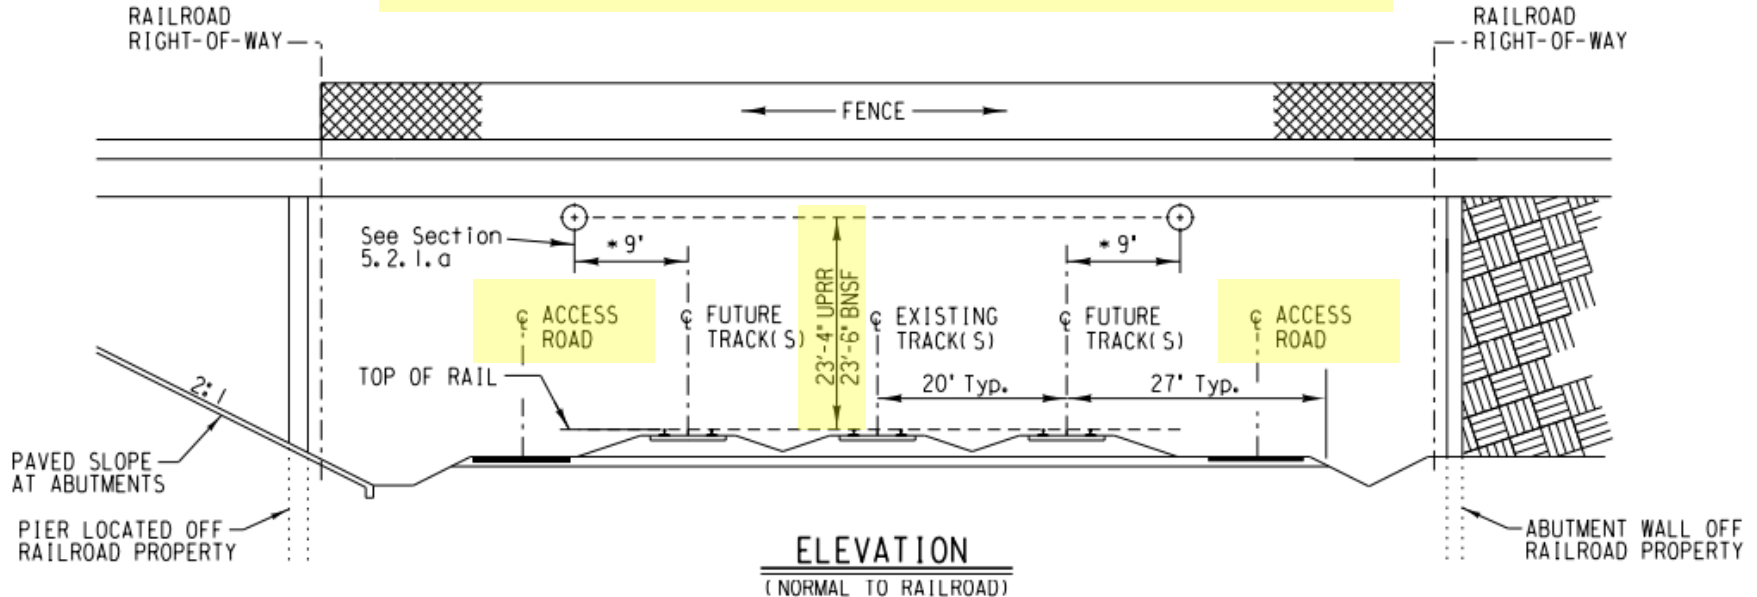 RAILROAD
RIGHT-OF-WAY
RAILROAD
RIGHT-OF-WAY
FENCE
See Section
5.2.1.a
* 9'
* 9'
℄ ACCESS
ROAD
℄ FUTURE
TRACK(S)
23'-4" UPRR
23'-6" BNSF
℄ EXISTING
TRACK(S)
℄ FUTURE
TRACK(S)
℄ ACCESS
ROAD
TOP OF RAIL
20' Typ.
27' Typ.
2:1
PAVED SLOPE
AT ABUTMENTS
PIER LOCATED OFF
RAILROAD PROPERTY
ABUTMENT WALL OFF
RAILROAD PROPERTY
ELEVATION
(NORMAL TO RAILROAD)